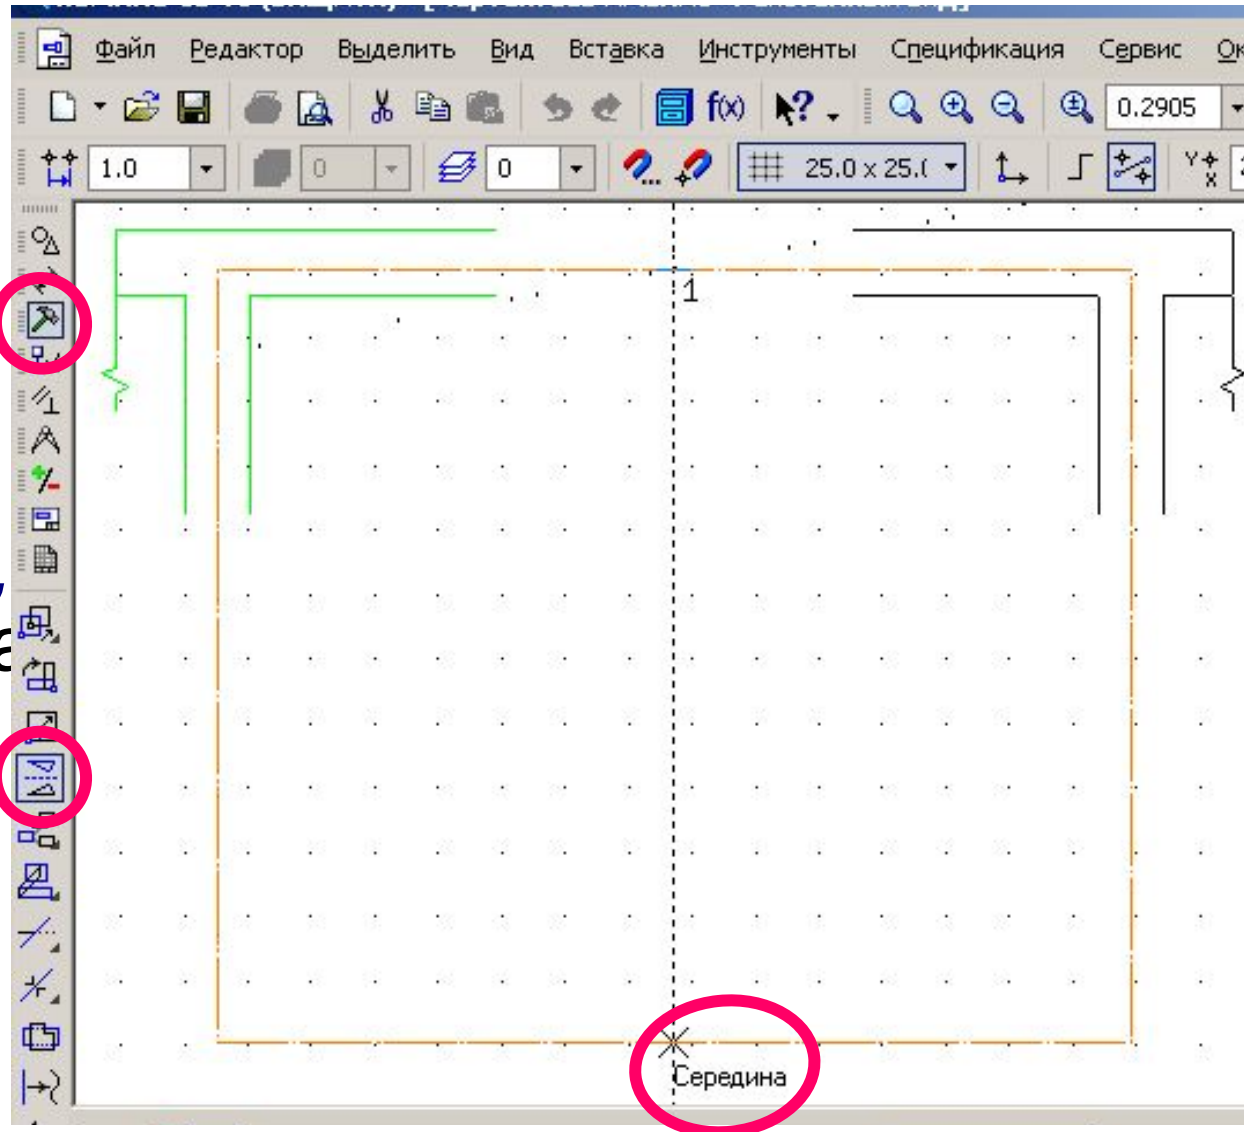 Файл Редактор Выделить Вид Вставка Инструменты Спецификация Сервис Ок
f(x) ? 0.2905
1.0 0 0 25.0 x 25.( Y X
1
а
Середина